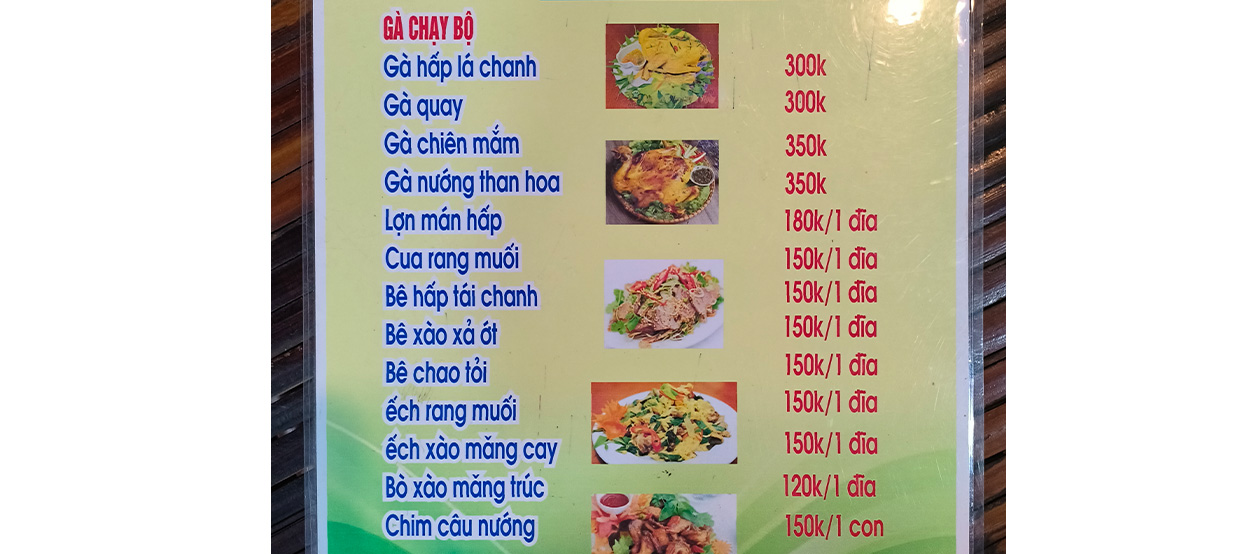 GÀ CHẠY BỘ
Gà hấp lá chanh 300k
Gà quay 300k
Gà chiên mắm 350k
Gà nướng than hoa 350k
Lợn mán hấp 180k/1 đĩa
Cua rang muối 150k/1 đĩa
Bê hấp tái chanh 150k/1 đĩa
Bê xào xả ớt 150k/1 đĩa
Bê chao tỏi 150k/1 đĩa
ếch rang muối 150k/1 đĩa
ếch xào măng cay 150k/1 đĩa
Bò xào măng trúc 120k/1 đĩa
Chim câu nướng 150k/1 con